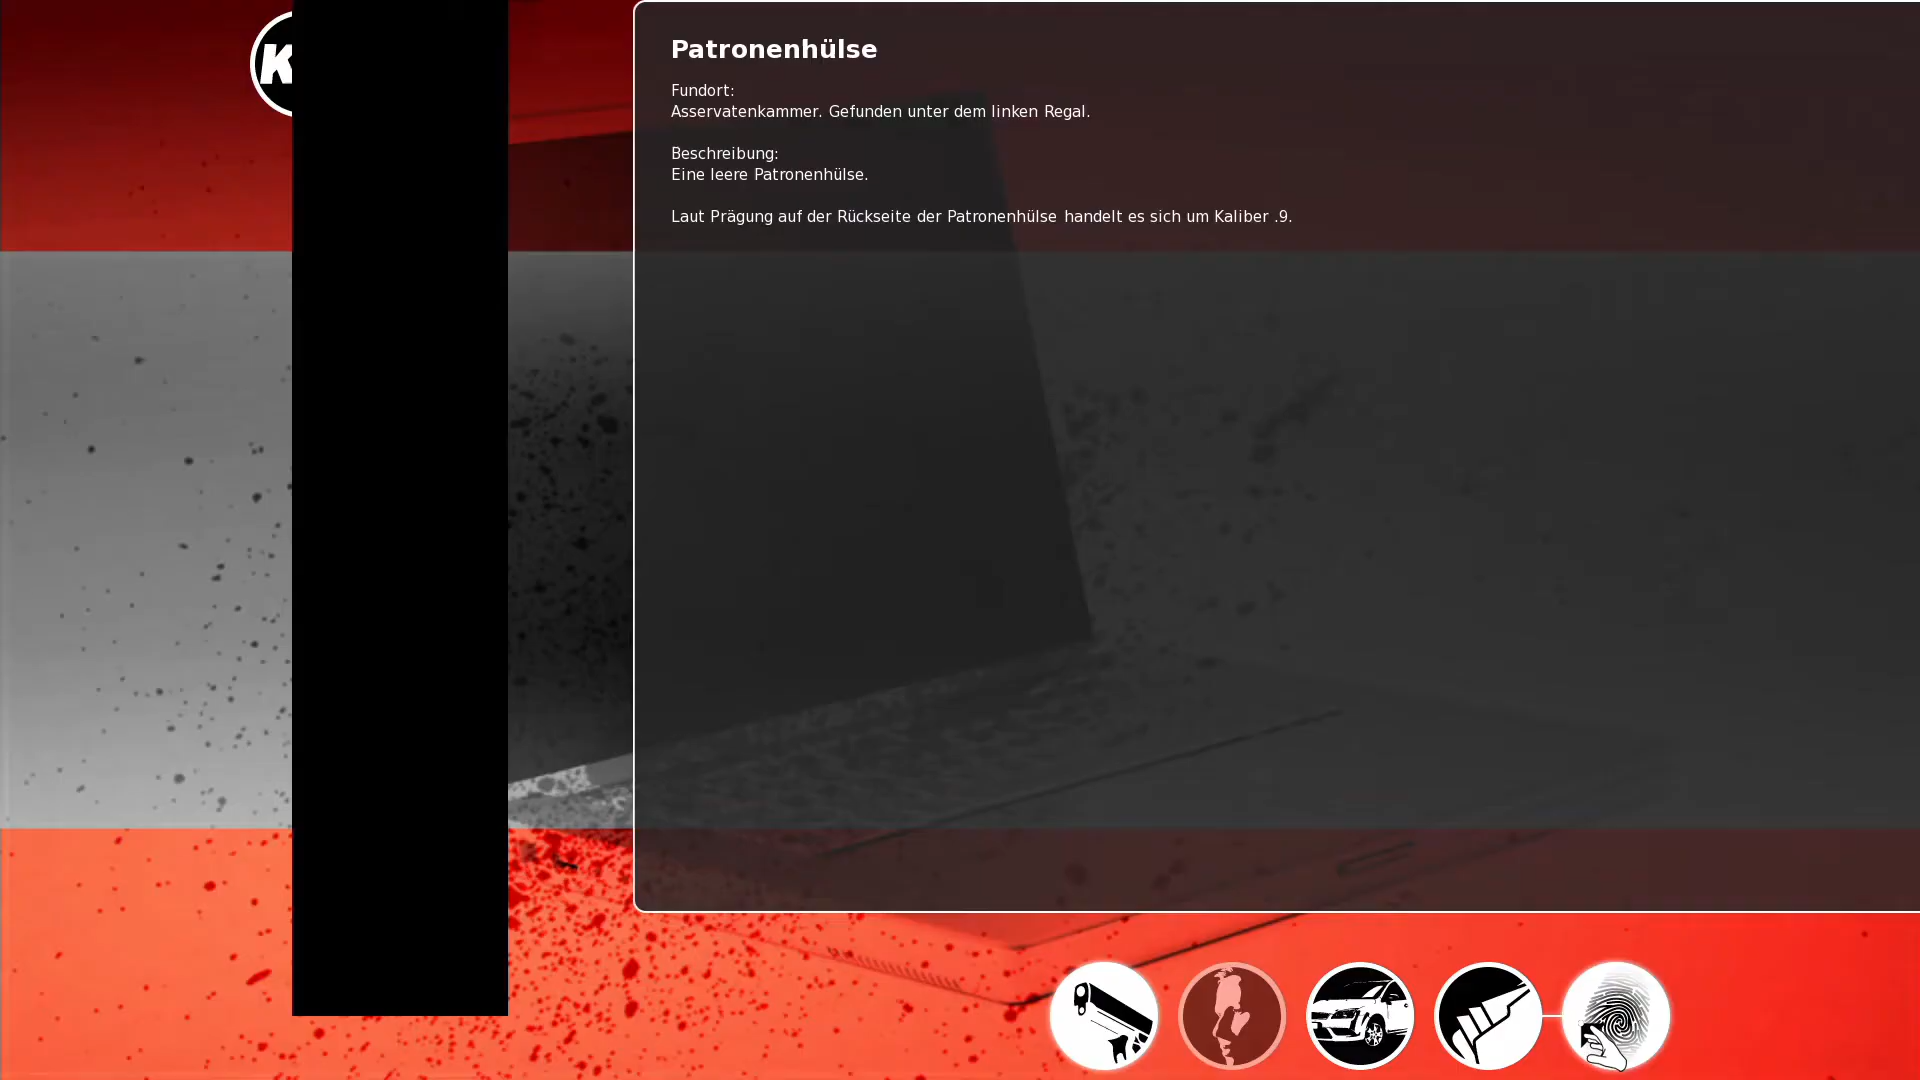 K
Patronenhülse
Fundort:
Asservatenkammer. Gefunden unter dem linken Regal.
Beschreibung:
Eine leere Patronenhülse.
Laut Prägung auf der Rückseite der Patronenhülse handelt es sich um Kaliber .9.